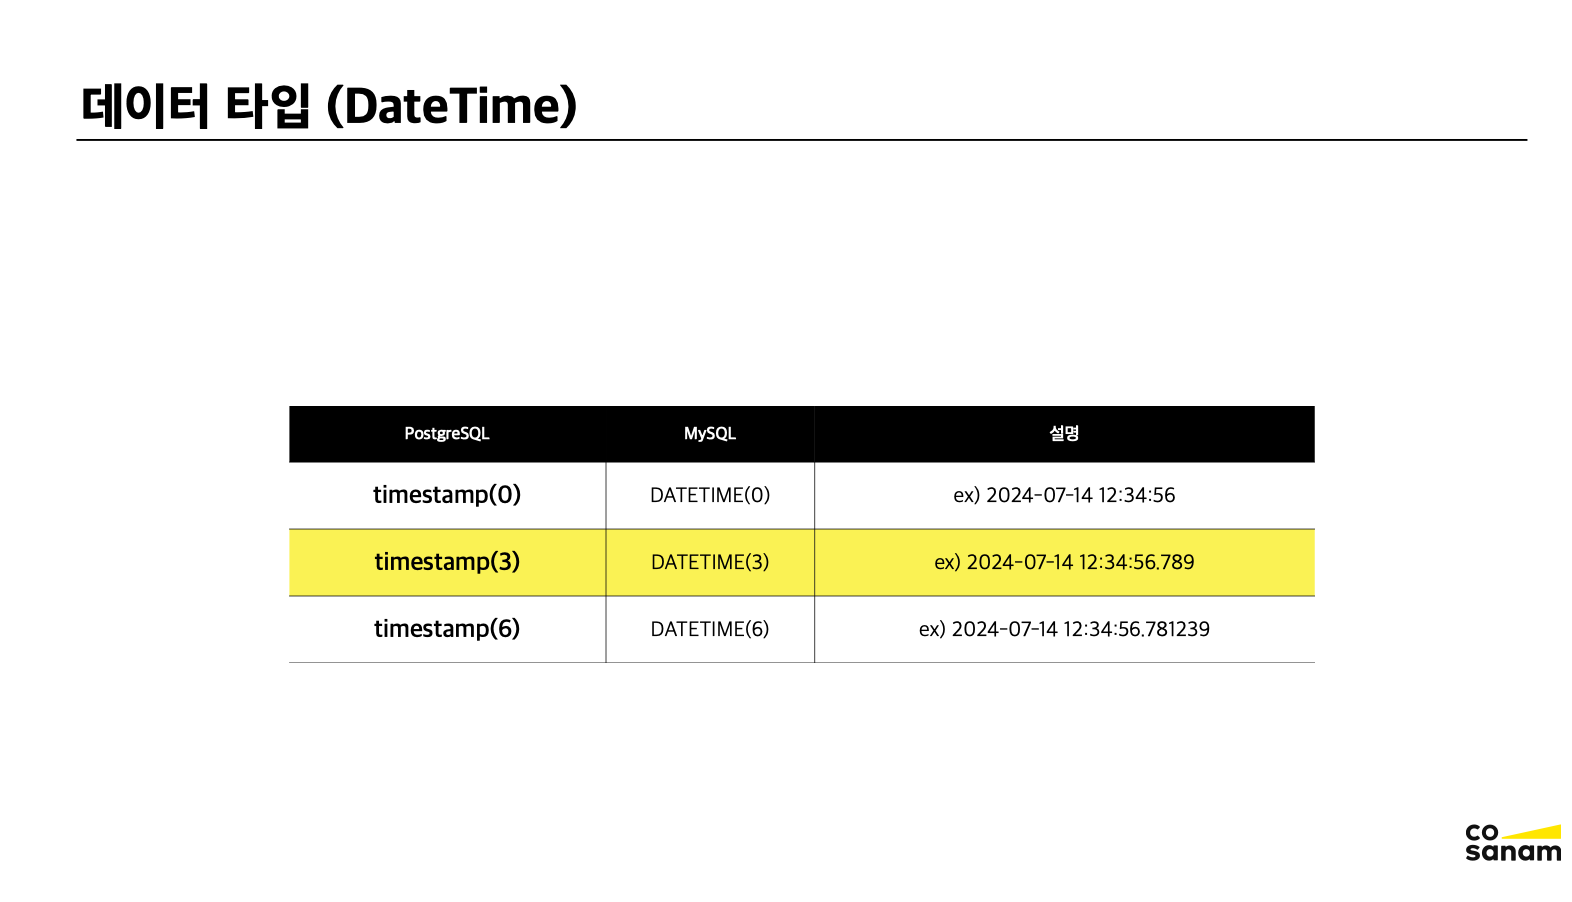 데이터 타입 (DateTime)
PostgreSQL MySQL 설명
timestamp(0) DATETIME(0) ex) 2024-07-14 12:34:56
timestamp(3) DATETIME(3) ex) 2024-07-14 12:34:56.789
timestamp(6) DATETIME(6) ex) 2024-07-14 12:34:56.781239
co
sanam